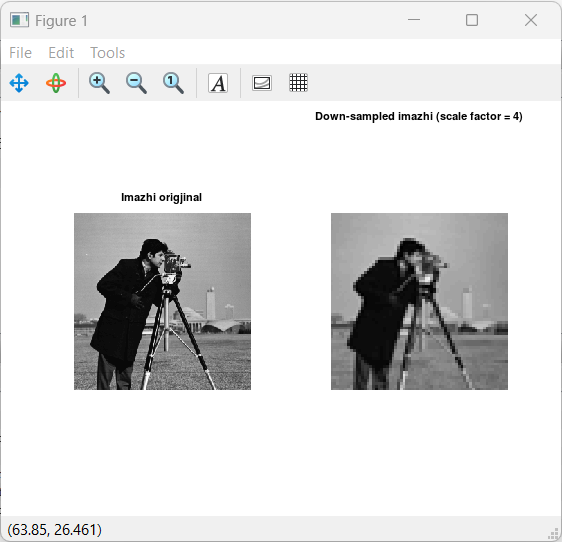 Figure 1
File Edit Tools
A
Down-sampled imazhi (scale factor = 4)
Imazhi origjinal
(63.85, 26.461)